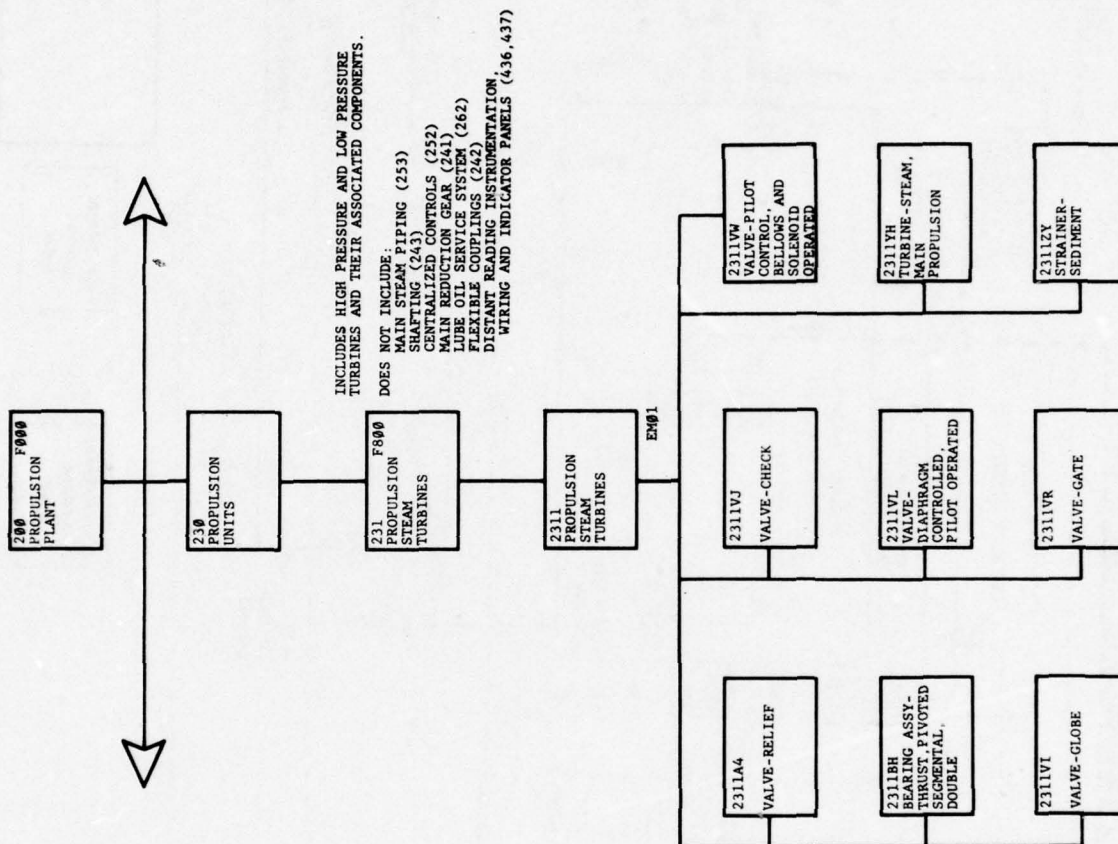 200 F000
PROPULSION
PLANT
230
PROPULSION
UNITS
231 F800
PROPULSION
STEAM
TURBINES
INCLUDES HIGH PRESSURE AND LOW PRESSURE
TURBINES AND THEIR ASSOCIATED COMPONENTS.
DOES NOT INCLUDE:
MAIN STEAM PIPING (253)
SHAFTING (243)
CENTRALIZED CONTROLS (252)
MAIN REDUCTION GEAR (241)
LUBE OIL SERVICE SYSTEM (262)
FLEXIBLE COUPLINGS (242)
DISTANT READING INSTRUMENTATION,
WIRING AND INDICATOR PANELS (436,437)
2311
PROPULSION
STEAM
TURBINES
EM01
2311A4
VALVE-RELIEF
2311VJ
VALVE-CHECK
2311VW
VALVE-PILOT
CONTROL,
BELLOWS AND
SOLENOID
OPERATED
2311BH
BEARING ASSY-
THRUST,PIVOTED
SEGMENTAL,
DOUBLE
2311VL
VALVE-
DIAPHRAGM
CONTROLLED,
PILOT OPERATED
2311YH
TURBINE-STEAM,
MAIN
PROPULSION
2311VI
VALVE-GLOBE
2311VR
VALVE-GATE
2311ZY
STRAINER-
SEDIMENT